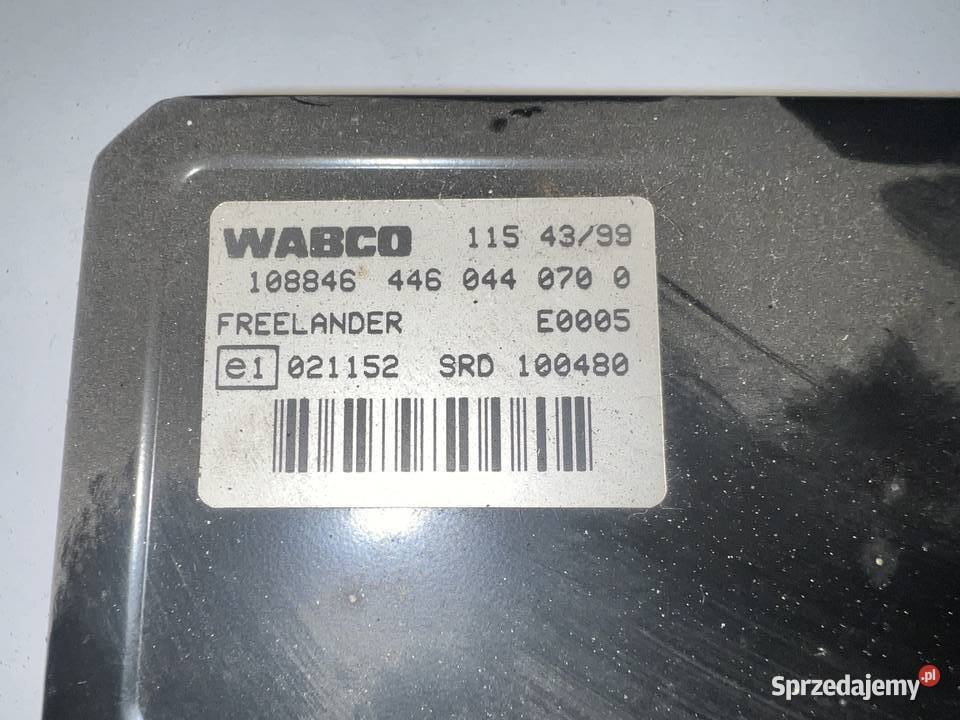 WABCO 115 43/99
108846 446 044 070 0
FREELANDER E0005
e1 021152 SRD 100480
Sprzedajemy.pl